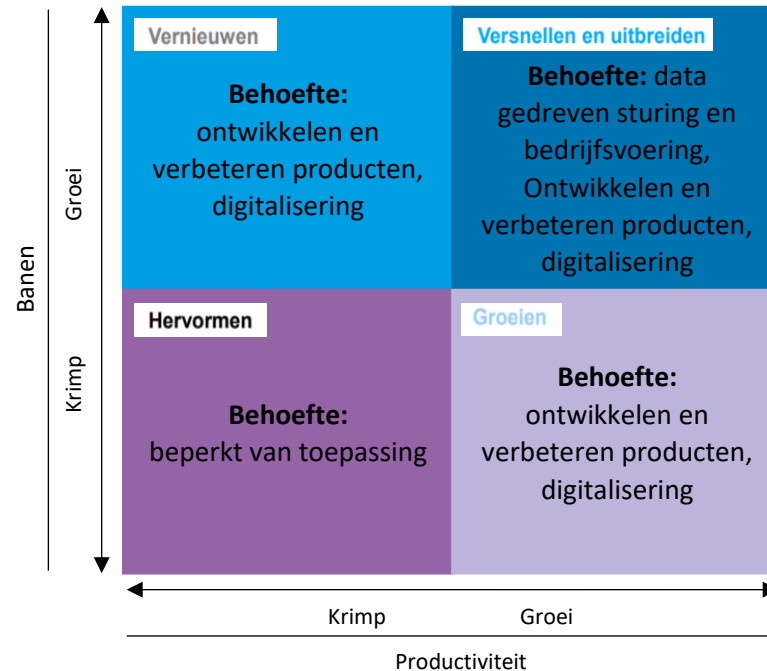 Vernieuwen
Behoefte:
ontwikkelen en
verbeteren producten,
digitalisering
Versnellen en uitbreiden
Behoefte: data
gedreven sturing en
bedrijfsvoering,
Ontwikkelen en
verbeteren producten,
digitalisering
Hervormen
Behoefte:
beperkt van toepassing
Groeien
Behoefte:
ontwikkelen en
verbeteren producten,
digitalisering
Banen
Groei
Krimp
Krimp
Groei
Productiviteit